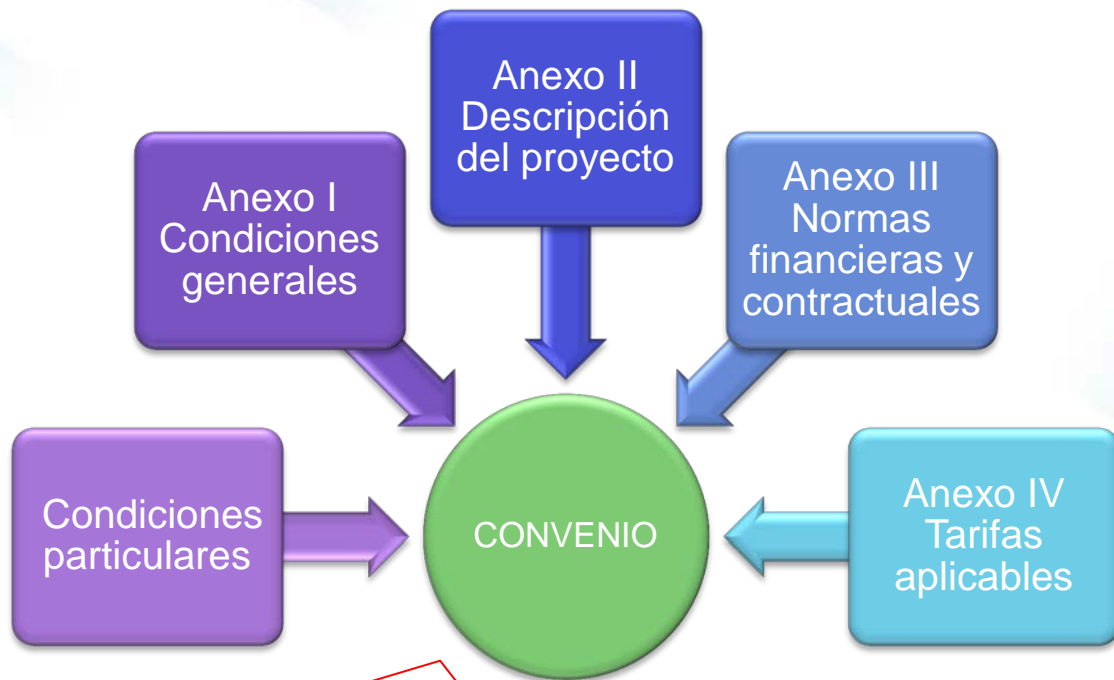 Anexo II
Descripción
del proyecto
Anexo I
Condiciones
generales
Anexo III
Normas
financieras y
contractuales
Condiciones
particulares
CONVENIO
Anexo IV
Tarifas
aplicables